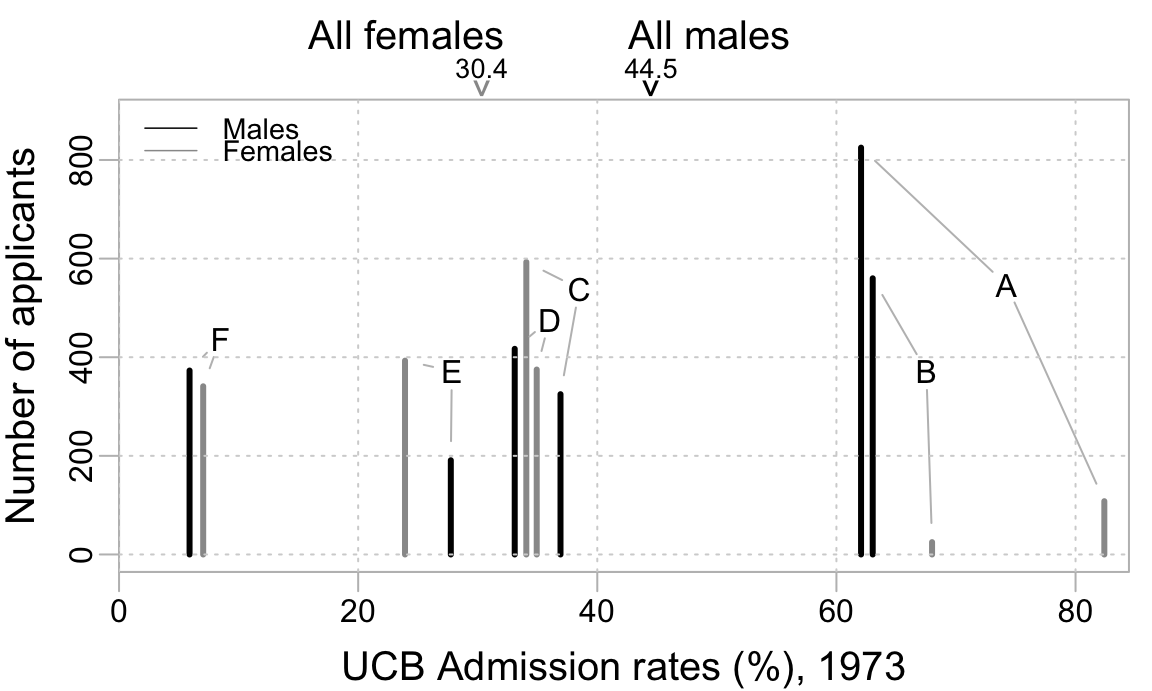 All females All males
30.4 44.5
Males
Females
Number of applicants
800
600
400
200
0
F
E
C
D
A
B
0 20 40 60 80
UCB Admission rates (%), 1973